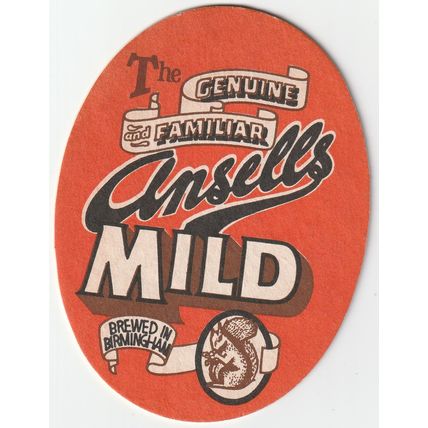 The
GENUINE
and FAMILIAR
Ansells
MILD
BREWED IN
BIRMINGHAM